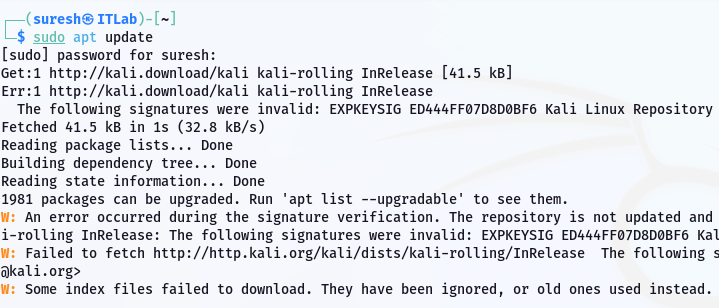 ┌──(suresh㉿ITLab)-[~]
└─$ sudo apt update
[sudo] password for suresh:
Get:1 http://kali.download/kali kali-rolling InRelease [41.5 kB]
Err:1 http://kali.download/kali kali-rolling InRelease
  The following signatures were invalid: EXPKEYSIG ED444FF07D8D0BF6 Kali Linux Repository
Fetched 41.5 kB in 1s (32.8 kB/s)
Reading package lists... Done
Building dependency tree... Done
Reading state information... Done
1981 packages can be upgraded. Run 'apt list --upgradable' to see them.
W: An error occurred during the signature verification. The repository is not updated and
i-rolling InRelease: The following signatures were invalid: EXPKEYSIG ED444FF07D8D0BF6 Kal
W: Failed to fetch http://http.kali.org/kali/dists/kali-rolling/InRelease  The following s
@kali.org>
W: Some index files failed to download. They have been ignored, or old ones used instead.